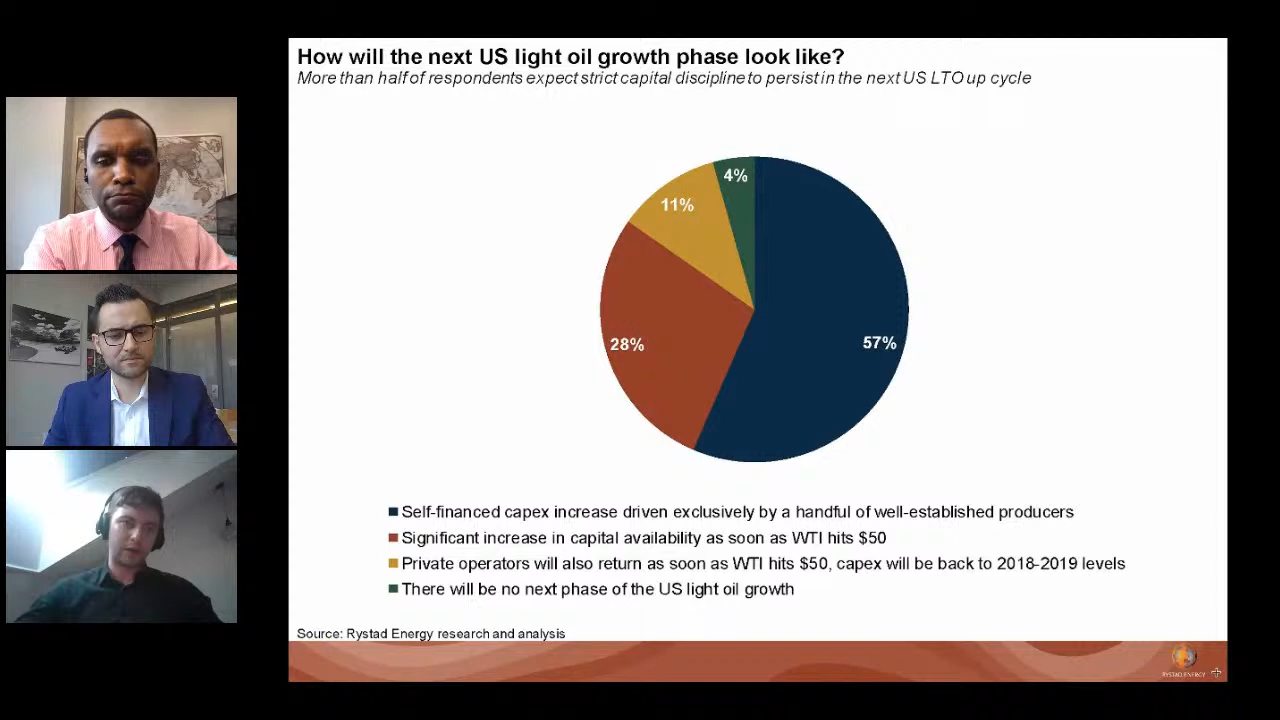 How will the next US light oil growth phase look like?
More than half of respondents expect strict capital discipline to persist in the next US LTO up cycle
4%
11%
28%
57%
Self-financed capex increase driven exclusively by a handful of well-established producers
Significant increase in capital availability as soon as WTI hits $50
Private operators will also return as soon as WTI hits $50, capex will be back to 2018-2019 levels
There will be no next phase of the US light oil growth
Source: Rystad Energy research and analysis
RYSTAD ENERGY